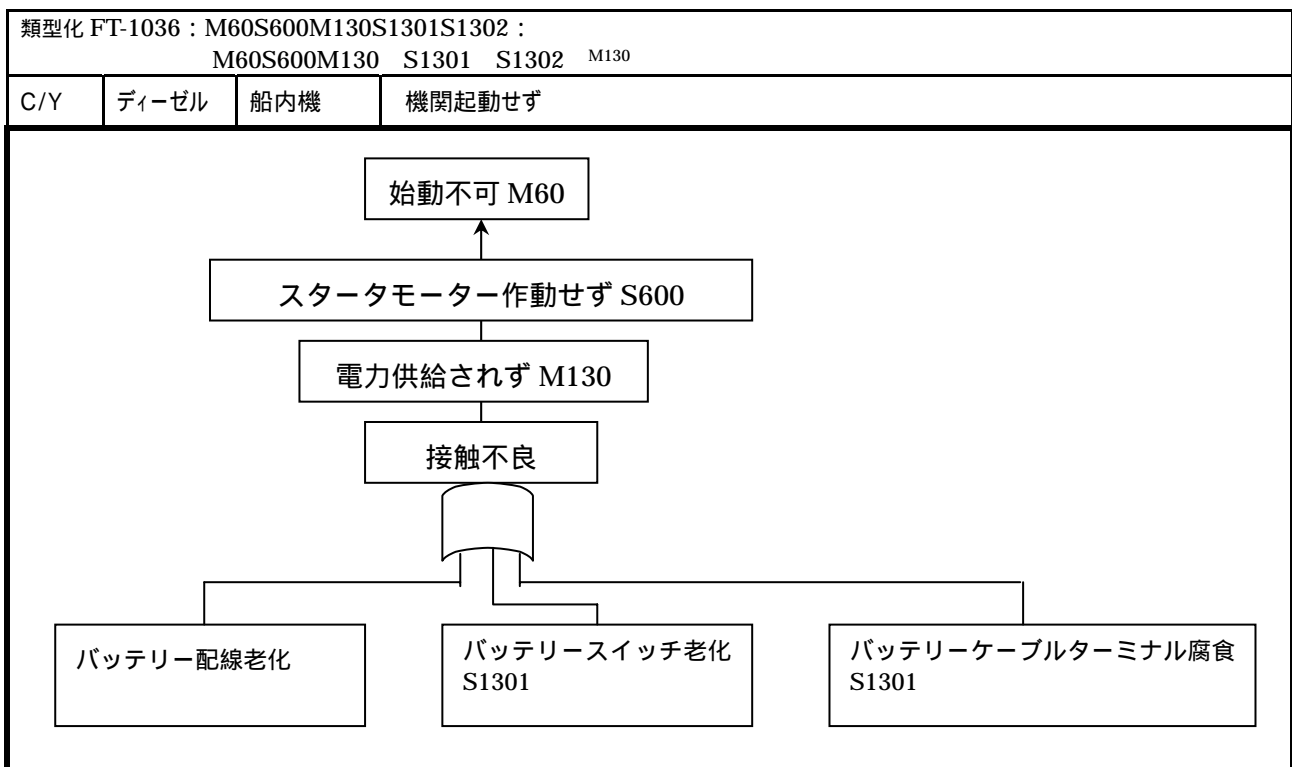 類型化 FT-1036：M60S600M130S1301S1302：
M60S600M130 S1301 S1302 M130
C/Y ディーゼル 船内機 機関起動せず
始動不可 M60
スタータモーター作動せず S600
電力供給されず M130
接触不良
バッテリー配線老化
バッテリースイッチ老化
S1301
バッテリーケーブルターミナル腐食
S1301